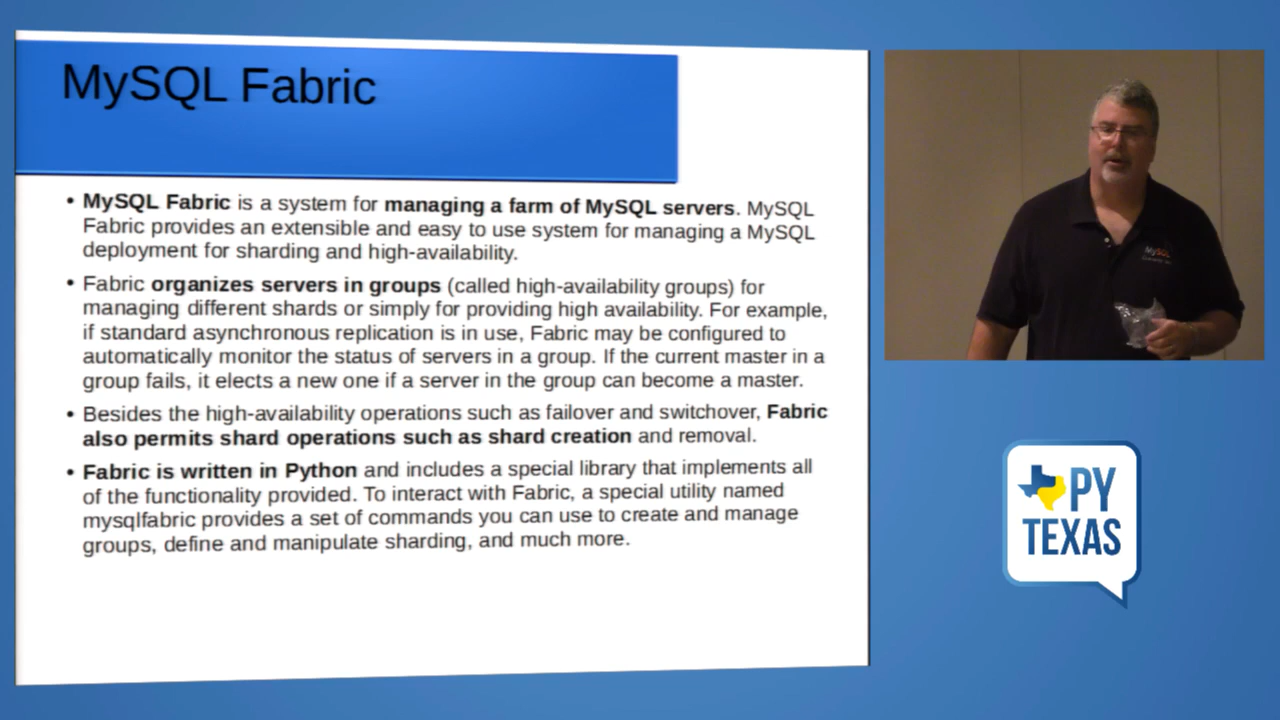 MySQL Fabric
• MySQL Fabric is a system for managing a farm of MySQL servers. MySQL
Fabric provides an extensible and easy to use system for managing a MySQL
deployment for sharding and high-availability.
• Fabric organizes servers in groups (called high-availability groups) for
managing different shards or simply for providing high availability. For example,
if standard asynchronous replication is in use, Fabric may be configured to
automatically monitor the status of servers in a group. If the current master in a
group fails, it elects a new one if a server in the group can become a master.
• Besides the high-availability operations such as failover and switchover, Fabric
also permits shard operations such as shard creation and removal.
• Fabric is written in Python and includes a special library that implements all
of the functionality provided. To interact with Fabric, a special utility named
mysqlfabric provides a set of commands you can use to create and manage
groups, define and manipulate sharding, and much more.
MySQL
PY
TEXAS